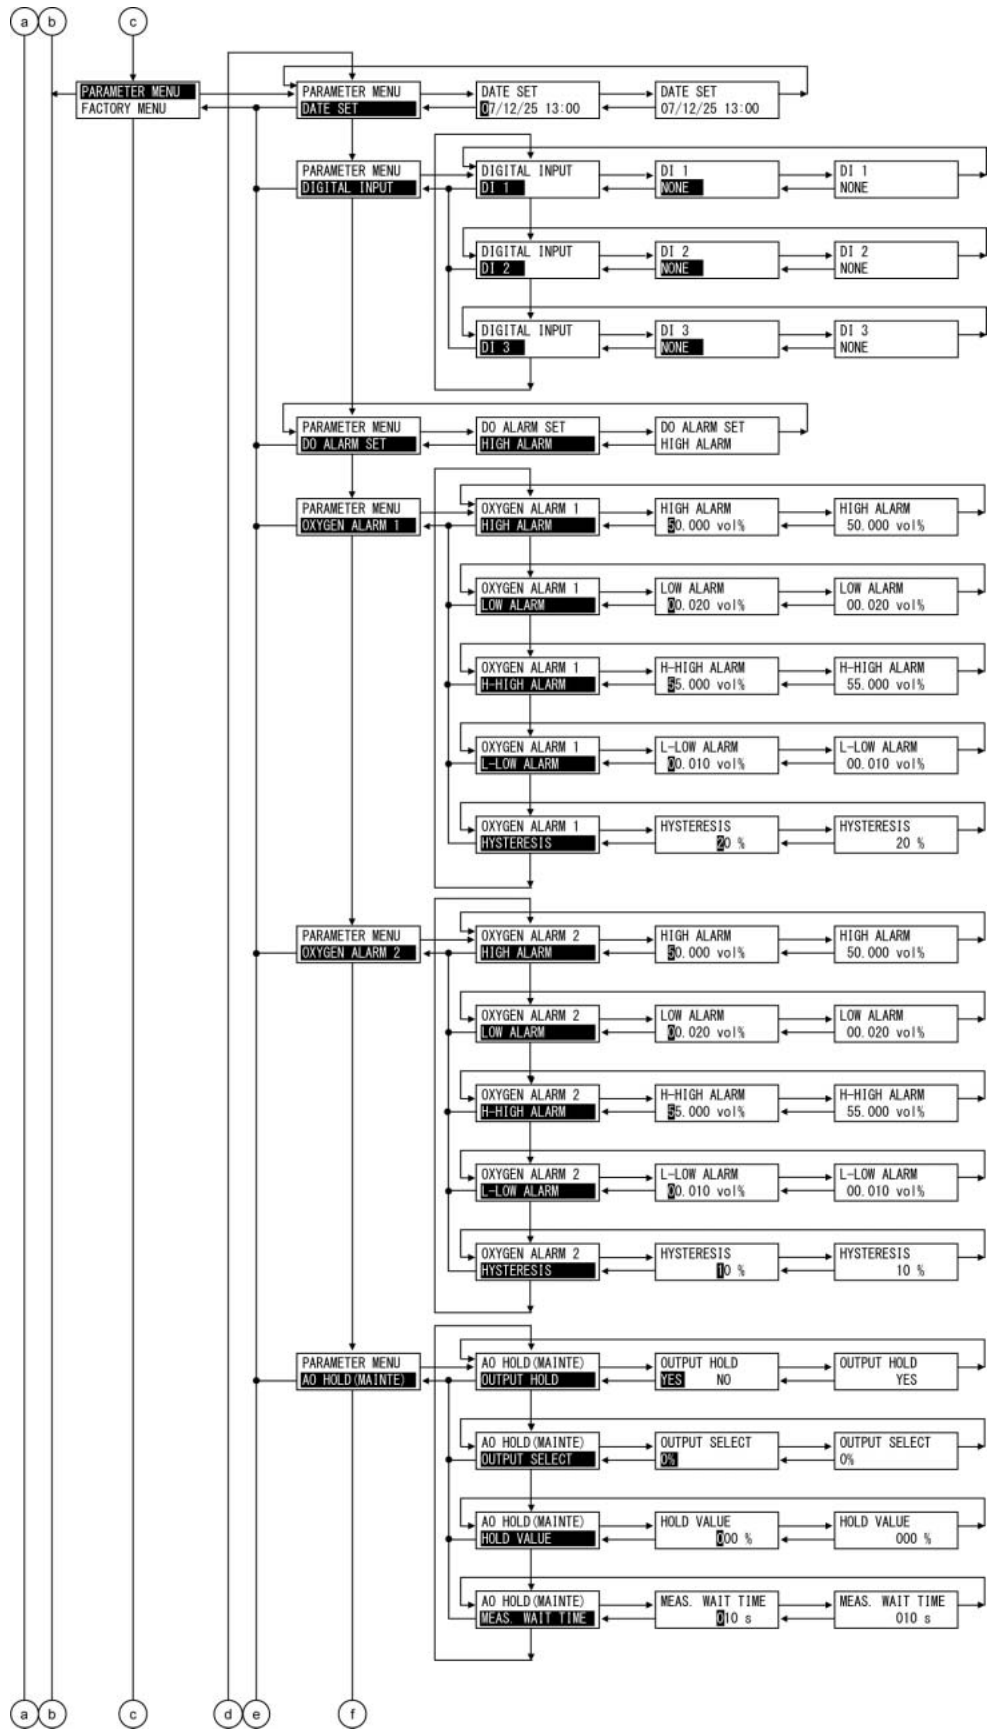 a b c
PARAMETER MENU
FACTORY MENU
PARAMETER MENU
DATE SET
DATE SET
07/12/25 13:00
DATE SET
07/12/25 13:00
PARAMETER MENU
DIGITAL INPUT
DIGITAL INPUT
DI 1
DI 1
NONE
DI 1
NONE
DIGITAL INPUT
DI 2
DI 2
NONE
DI 2
NONE
DIGITAL INPUT
DI 3
DI 3
NONE
DI 3
NONE
PARAMETER MENU
DO ALARM SET
DO ALARM SET
HIGH ALARM
DO ALARM SET
HIGH ALARM
PARAMETER MENU
OXYGEN ALARM 1
OXYGEN ALARM 1
HIGH ALARM
HIGH ALARM
50.000 vol%
HIGH ALARM
50.000 vol%
OXYGEN ALARM 1
LOW ALARM
LOW ALARM
00.020 vol%
LOW ALARM
00.020 vol%
OXYGEN ALARM 1
H-HIGH ALARM
H-HIGH ALARM
55.000 vol%
H-HIGH ALARM
55.000 vol%
OXYGEN ALARM 1
L-LOW ALARM
L-LOW ALARM
00.010 vol%
L-LOW ALARM
00.010 vol%
OXYGEN ALARM 1
HYSTERESIS
HYSTERESIS
20 %
HYSTERESIS
20 %
PARAMETER MENU
OXYGEN ALARM 2
OXYGEN ALARM 2
HIGH ALARM
HIGH ALARM
50.000 vol%
HIGH ALARM
50.000 vol%
OXYGEN ALARM 2
LOW ALARM
LOW ALARM
00.020 vol%
LOW ALARM
00.020 vol%
OXYGEN ALARM 2
H-HIGH ALARM
H-HIGH ALARM
55.000 vol%
H-HIGH ALARM
55.000 vol%
OXYGEN ALARM 2
L-LOW ALARM
L-LOW ALARM
00.010 vol%
L-LOW ALARM
00.010 vol%
OXYGEN ALARM 2
HYSTERESIS
HYSTERESIS
10 %
HYSTERESIS
10 %
PARAMETER MENU
AO HOLD(MAINTE)
AO HOLD(MAINTE)
OUTPUT HOLD
OUTPUT HOLD
YES NO
OUTPUT HOLD
YES
AO HOLD(MAINTE)
OUTPUT SELECT
OUTPUT SELECT
0%
OUTPUT SELECT
0%
AO HOLD(MAINTE)
HOLD VALUE
HOLD VALUE
000 %
HOLD VALUE
000 %
AO HOLD(MAINTE)
MEAS. WAIT TIME
MEAS. WAIT TIME
010 s
MEAS. WAIT TIME
010 s
a b c d e f